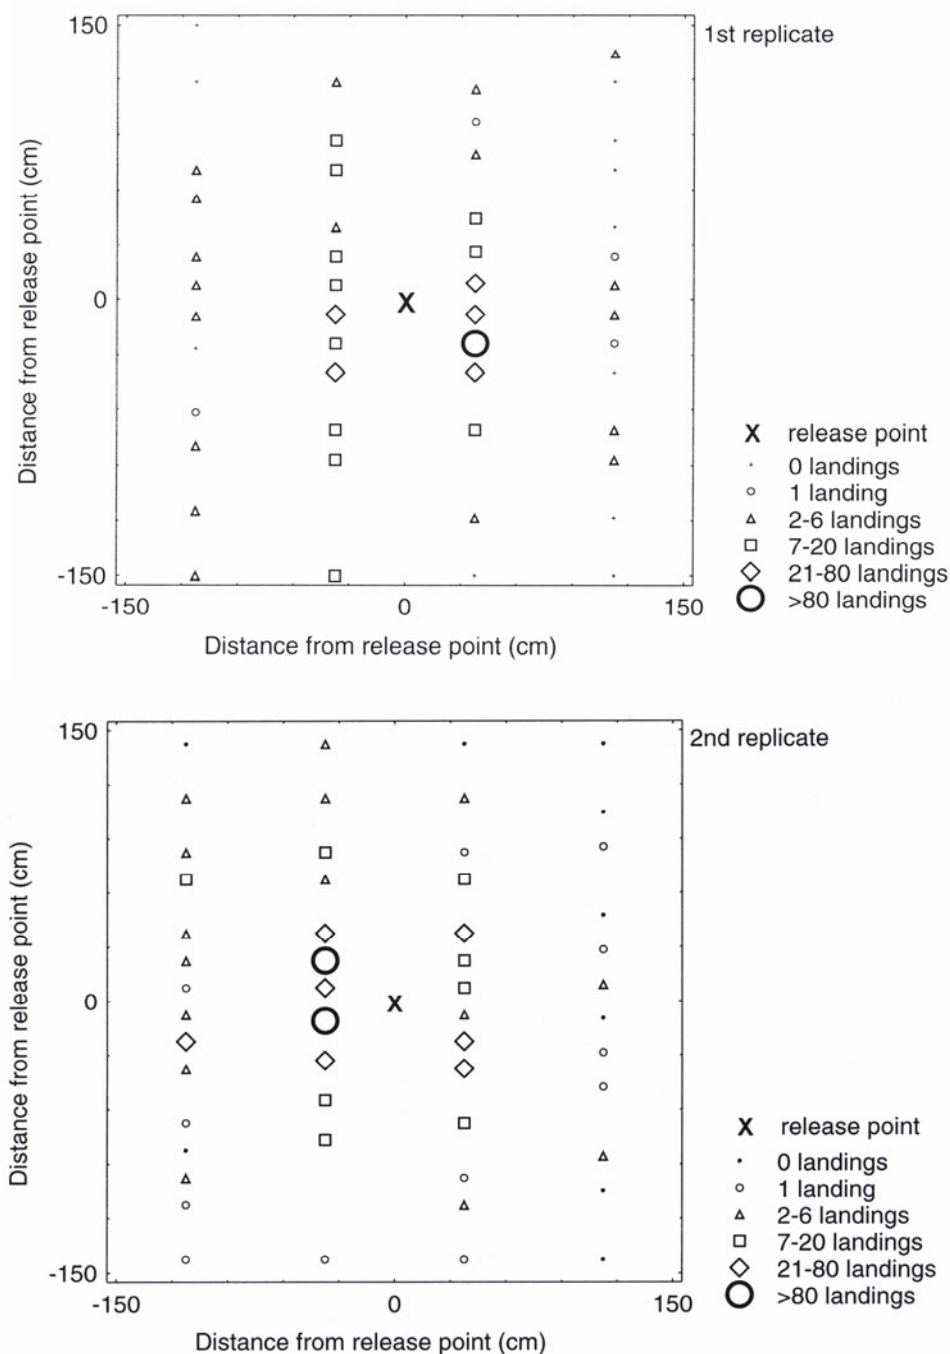 150
1st replicate
Distance from release point (cm)
0
-150
-150 0 150
Distance from release point (cm)
X release point
0 landings
1 landing
2-6 landings
7-20 landings
21-80 landings
>80 landings
150
2nd replicate
Distance from release point (cm)
0
-150
-150 0 150
Distance from release point (cm)
X release point
0 landings
1 landing
2-6 landings
7-20 landings
21-80 landings
>80 landings